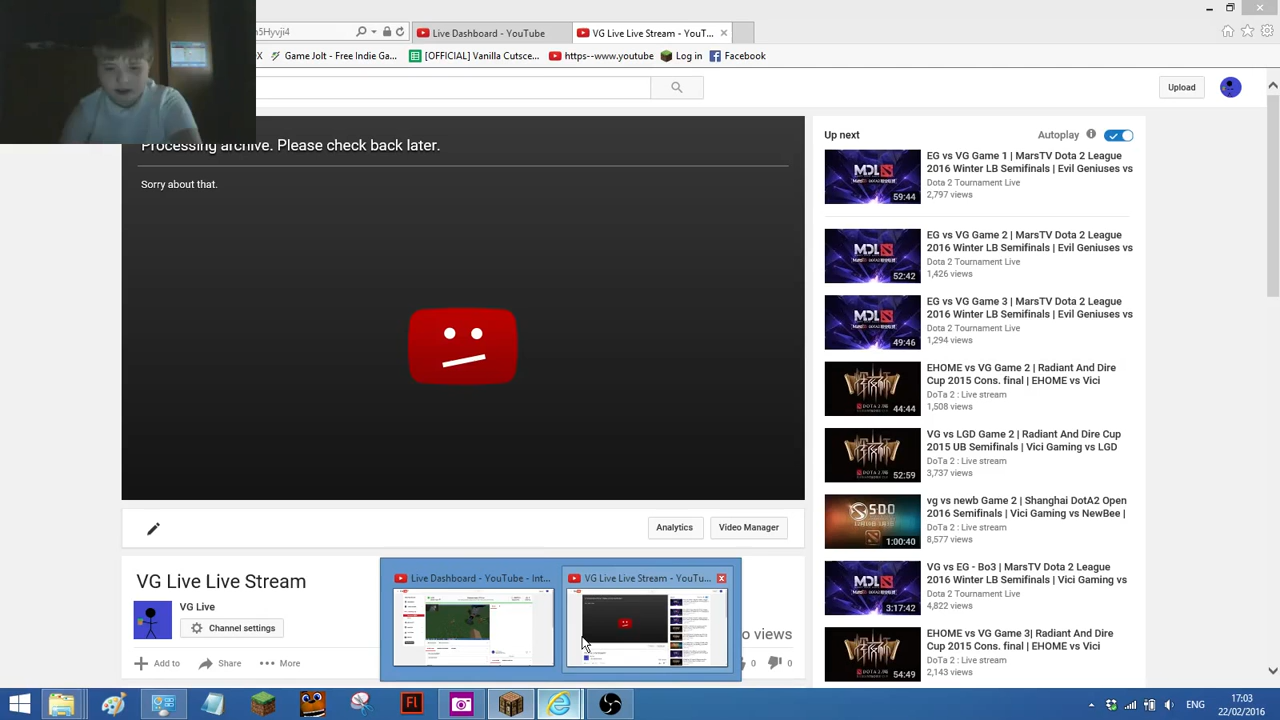 n5Hyvji4
Live Dashboard - YouTube
VG Live Live Stream - YouT...
X
Game Jolt - Free Indie Ga...
[OFFICIAL] Vanilla Cutsce...
https--www.youtube
Log in
Facebook
Upload
Processing archive. Please check back later.
Sorry about that.
Up next
Autoplay
EG vs VG Game 1 | MarsTV Dota 2 League
2016 Winter LB Semifinals | Evil Geniuses vs
Dota 2 Tournament Live
2,797 views
59:44
EG vs VG Game 2 | MarsTV Dota 2 League
2016 Winter LB Semifinals | Evil Geniuses vs
Dota 2 Tournament Live
1,426 views
52:42
EG vs VG Game 3 | MarsTV Dota 2 League
2016 Winter LB Semifinals | Evil Geniuses vs
Dota 2 Tournament Live
1,294 views
49:46
EHOME vs VG Game 2 | Radiant And Dire
Cup 2015 Cons. final | EHOME vs Vici
DoTa 2 : Live stream
1,508 views
44:44
VG vs LGD Game 2 | Radiant And Dire Cup
2015 UB Semifinals | Vici Gaming vs LGD
DoTa 2 : Live stream
3,737 views
52:59
vg vs newb Game 2 | Shanghai DotA2 Open
2016 Semifinals | Vici Gaming vs NewBee |
DoTa 2 : Live stream
8,577 views
1:00:40
VG vs EG - Bo3 | MarsTV Dota 2 League
2016 Winter LB Semifinals | Vici Gaming vs
DoTa 2 : Live stream
4,822 views
3:17:42
EHOME vs VG Game 3| Radiant And Dire
Cup 2015 Cons. final | EHOME vs Vici
DoTa 2 : Live stream
2,143 views
54:49
Analytics
Video Manager
VG Live Live Stream
VG Live
Channel settings
o views
Add to
Share
More
0
0
Live Dashboard - YouTube - Int...
VG Live Live Stream - YouTu...
ENG
17:03
22/02/2016